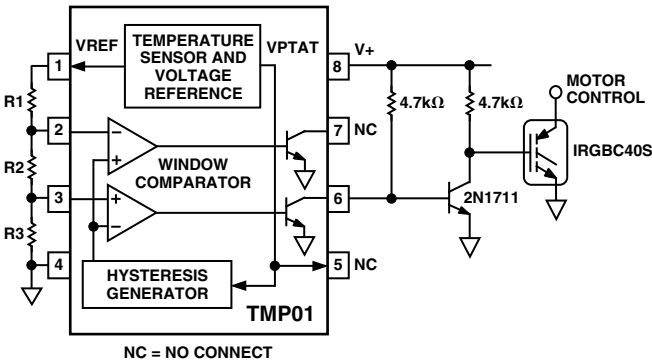 VREF
TEMPERATURE
SENSOR AND
VOLTAGE
REFERENCE
VPTAT
V+
1
8
R1
4.7kΩ
4.7kΩ
MOTOR
CONTROL
2
7
NC
−
+
R2
WINDOW
COMPARATOR
IRGBC40S
3
6
+
−
2N1711
R3
4
5
NC
HYSTERESIS
GENERATOR
TMP01
NC = NO CONNECT